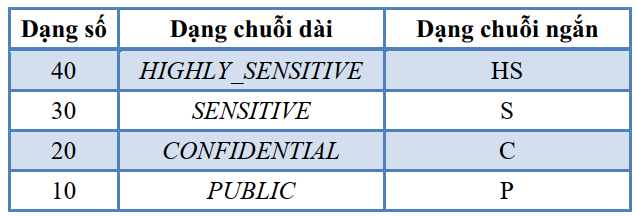 Dạng số Dạng chuỗi dài Dạng chuỗi ngắn
40 HIGHLY_SENSITIVE HS
30 SENSITIVE S
20 CONFIDENTIAL C
10 PUBLIC P